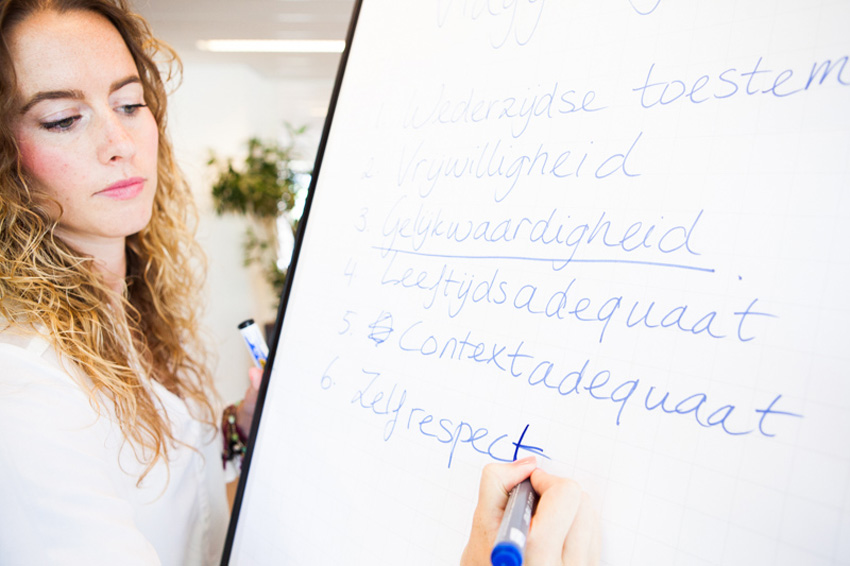 1. Wederzijdse toestem
2. Vrijwilligheid
3. Gelijkwaardigheid
4. Leeftijdsadequaat
5. Contextadequaat
6. Zelfrespect